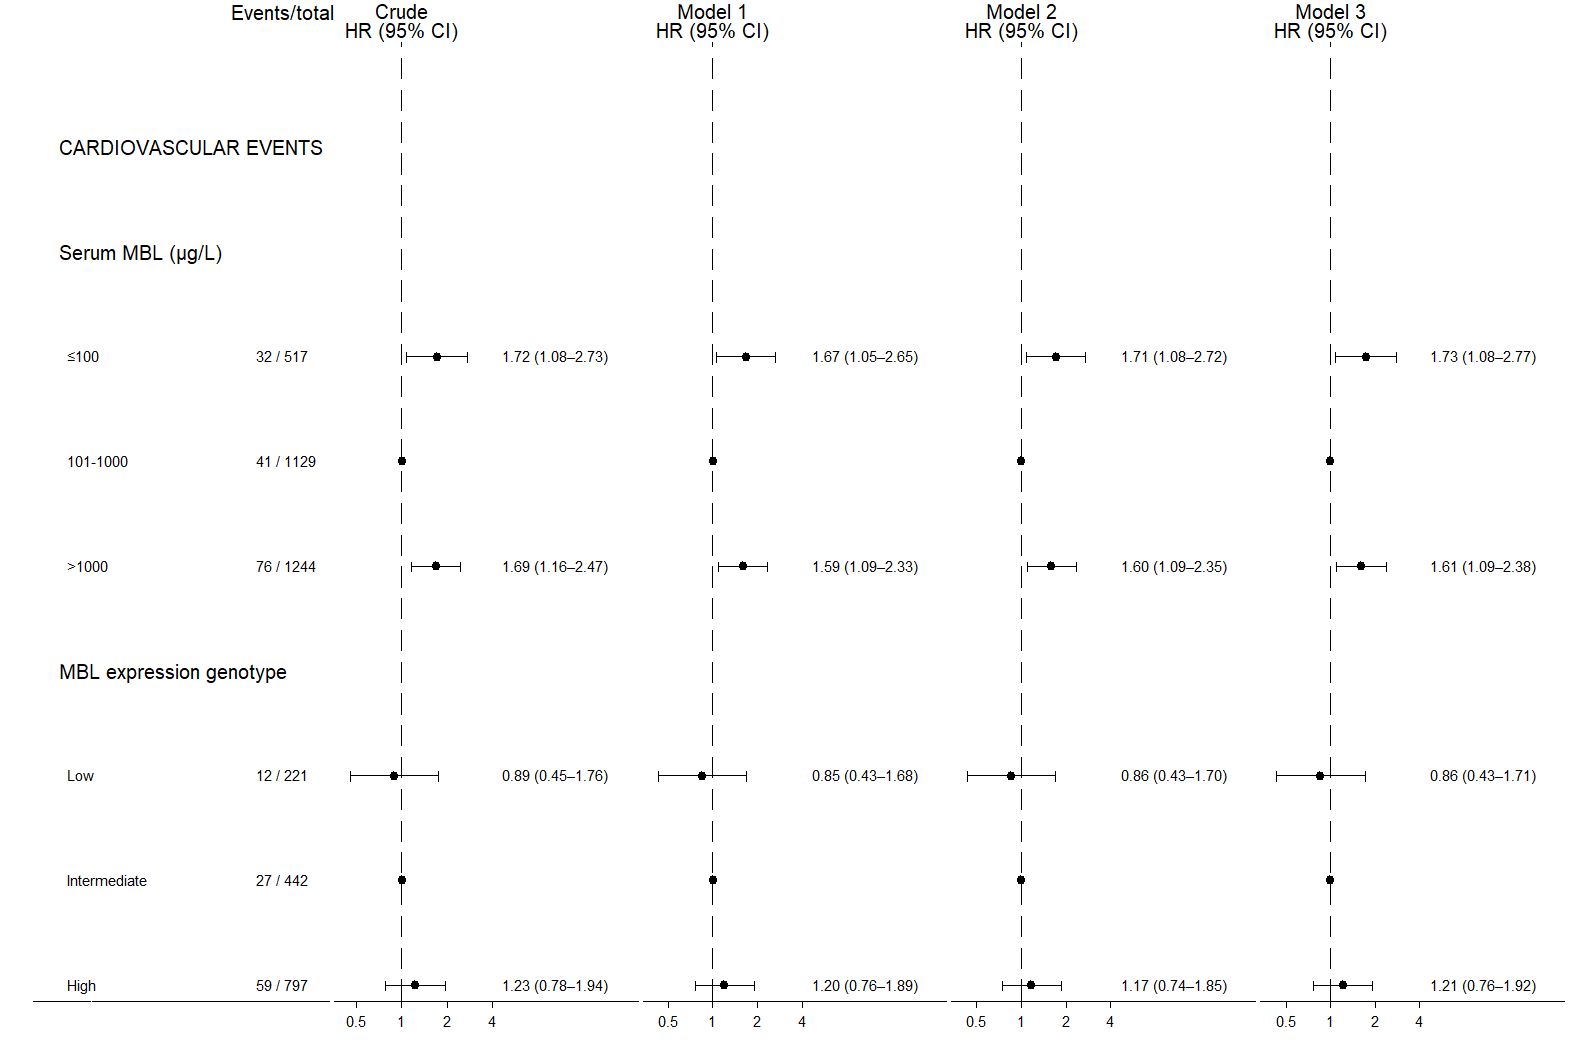 Events/total Crude Model 1 Model 2 Model 3
HR (95% CI) HR (95% CI) HR (95% CI) HR (95% CI)
CARDIOVASCULAR EVENTS
Serum MBL (µg/L)
≤100 32 / 517 1.72 (1.08–2.73) 1.67 (1.05–2.65) 1.71 (1.08–2.72) 1.73 (1.08–2.77)
101-1000 41 / 1129
>1000 76 / 1244 1.69 (1.16–2.47) 1.59 (1.09–2.33) 1.60 (1.09–2.35) 1.61 (1.09–2.38)
MBL expression genotype
Low 12 / 221 0.89 (0.45–1.76) 0.85 (0.43–1.68) 0.86 (0.43–1.70) 0.86 (0.43–1.71)
Intermediate 27 / 442
High 59 / 797 1.23 (0.78–1.94) 1.20 (0.76–1.89) 1.17 (0.74–1.85) 1.21 (0.76–1.92)
0.5 1 2 4 0.5 1 2 4 0.5 1 2 4 0.5 1 2 4